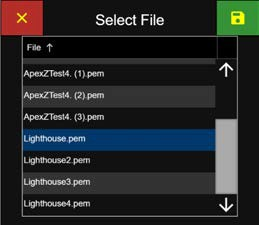 Select File
File ↑
ApexZTest4. (1).pem
ApexZTest4. (2).pem
ApexZTest4. (3).pem
Lighthouse.pem
Lighthouse2.pem
Lighthouse3.pem
Lighthouse4.pem